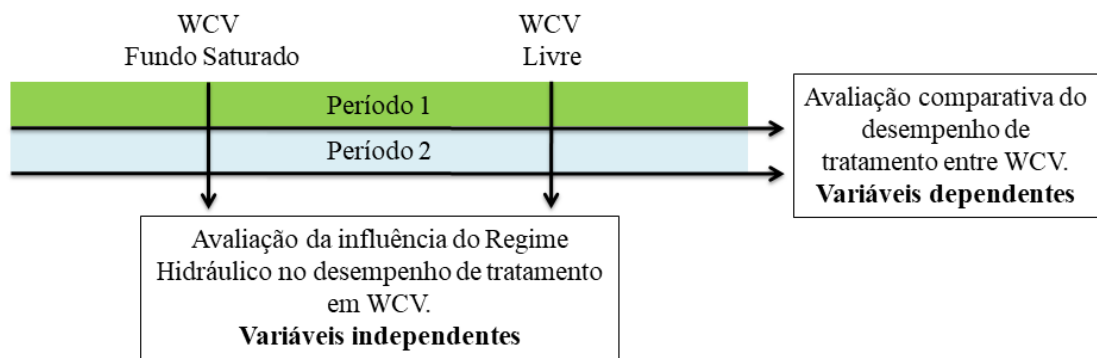 WCV
Fundo Saturado
WCV
Livre
Período 1
Período 2
Avaliação comparativa do
desempenho de
tratamento entre WCV.
Variáveis dependentes
Avaliação da influência do Regime
Hidráulico no desempenho de tratamento
em WCV.
Variáveis independentes